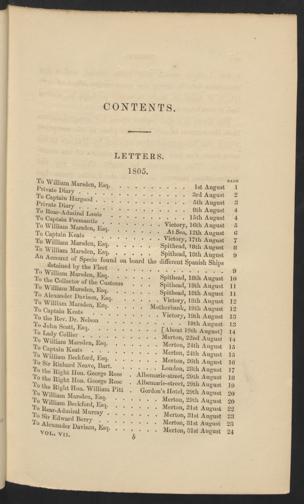 CONTENTS.
LETTERS.
1805.
PAGE
To William Marsden, Esq. . . . . . . . . 1st August 1
Private Diary . . . . . . . . . 3rd August 2
To Captain Hargood . . . . . . . . . 5th August 3
Private Diary . . . . . . . . . 9th August 4
To Rear-Admiral Louis . . . . . . . . . 15th August 4
To Captain Fremantle . . . . . . Victory, 16th August 5
To William Marsden, Esq. . . . . . . At Sea, 12th August 6
To Captain Keats . . . . . . Victory, 17th August 7
To William Marsden, Esq. . . . . . Spithead, 18th August 8
To William Marsden, Esq. . . . . . Spithead, 18th August 9
An Account of Specie found on board the different Spanish Ships
detained by the Fleet . . . . . . . . . 9
To William Marsden, Esq. . . . . . Spithead, 18th August 10
To the Collector of the Customs . . . Spithead, 18th August 11
To William Marsden, Esq. . . . . . Spithead, 18th August 11
To Alexander Davison, Esq. . . . . Victory, 18th August 12
To William Marsden, Esq. . . . . Motherbank, 19th August 12
To Captain Keats . . . . . . Victory, 19th August 13
To the Rev. Dr. Nelson . . . . . . 19th August 13
To John Scott, Esq. . . . . . [About 19th August] 14
To Lady Collier . . . . . . Merton, 22nd August 14
To William Marsden, Esq. . . . . . Merton, 24th August 15
To Captain Keats . . . . . . Merton, 24th August 15
To William Beckford, Esq. . . . . . Merton, 26th August 16
To Sir Richard Neave, Bart. . . . . London, 27th August 17
To the Right Hon. George Rose . Albemarle-street, 29th August 18
To the Right Hon. George Rose . Albemarle-street, 29th August 19
To the Right Hon. William Pitt . Gordon's Hotel, 29th August 20
To William Marsden, Esq. . . . . . Merton, 29th August 20
To William Beckford, Esq. . . . . . Merton, 31st August 22
To Rear-Admiral Murray . . . . . . Merton, 31st August 23
To Sir Edward Berry . . . . . . Merton, 31st August 23
To Alexander Davison, Esq. . . . . . Merton, 31st August 24
VOL. VII. b